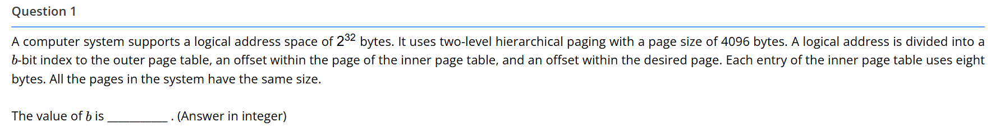 Question 1
A computer system supports a logical address space of 2³² bytes. It uses two-level hierarchical paging with a page size of 4096 bytes. A logical address is divided into a
b-bit index to the outer page table, an offset within the page of the inner page table, and an offset within the desired page. Each entry of the inner page table uses eight
bytes. All the pages in the system have the same size.
The value of b is __________ . (Answer in integer)